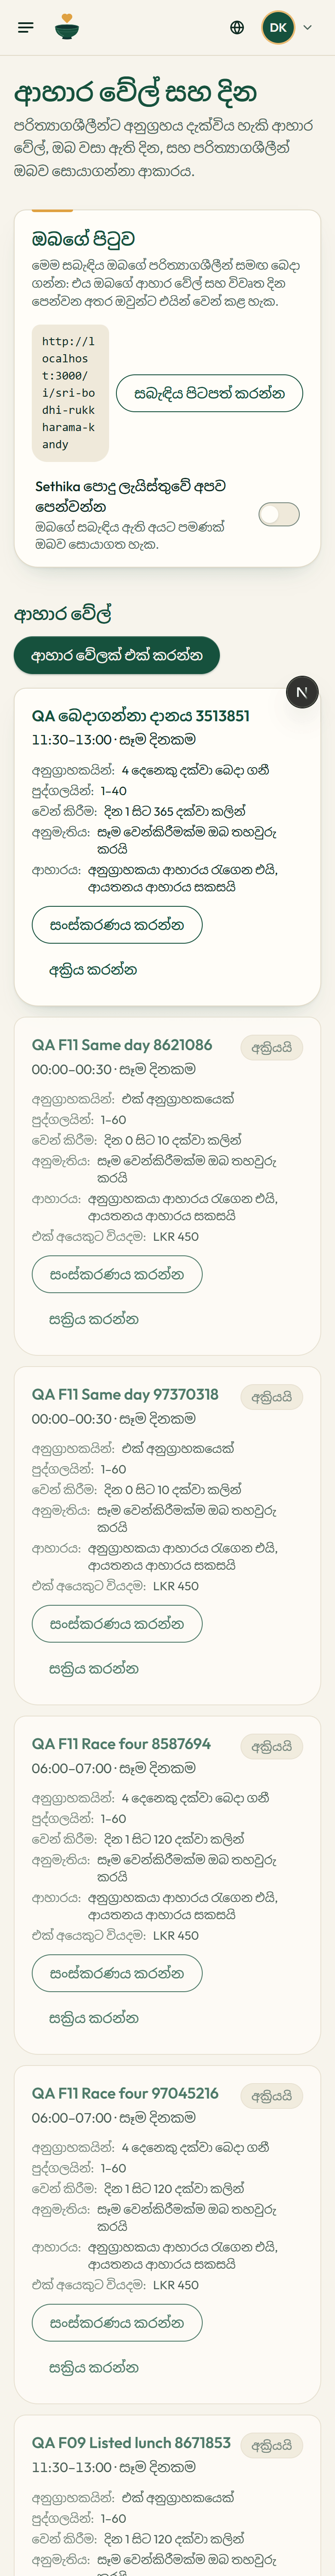 DK
ආහාර වේල් සහ දින
පරිත්‍යාගශීලීන්ට අනුග්‍රහය දැක්විය හැකි ආහාර
වේල්, ඔබ වසා ඇති දින, සහ පරිත්‍යාගශීලීන්
ඔබව සොයාගන්නා ආකාරය.
ඔබගේ පිටුව
මෙම සබැඳිය ඔබගේ පරිත්‍යාගශීලීන් සමඟ බෙදා
ගන්න: එය ඔබගේ ආහාර වේල් සහ විවෘත දින
පෙන්වන අතර ඔවුන්ට එයින් වෙන් කළ හැක.
http://l
ocalhos
t:3000/
i/sri-bo
dhi-rukk
harama-k
andy
සබැඳිය පිටපත් කරන්න
Sethika පොදු ලැයිස්තුවේ අපව
පෙන්වන්න
ඔබගේ සබැඳිය ඇති අයට පමණක්
ඔබව සොයාගත හැක.
ආහාර වේල්
ආහාර වේලක් එක් කරන්න
N
QA බෙදාගන්නා දානය 3513851
11:30–13:00 · සෑම දිනකම
අනුග්‍රාහකයින්: 4 දෙනෙකු දක්වා බෙදා ගනී
පුද්ගලයින්: 1–40
වෙන් කිරීම: දින 1 සිට 365 දක්වා කලින්
අනුමැතිය: සෑම වෙන්කිරීමක්ම ඔබ තහවුරු
කරයි
ආහාරය: අනුග්‍රාහකයා ආහාර රැගෙන එයි,
ආයතනය ආහාර සකසයි
සංස්කරණය කරන්න
අක්‍රිය කරන්න
QA F11 Same day 8621086
අක්‍රියයි
00:00–00:30 · සෑම දිනකම
අනුග්‍රාහකයින්: එක් අනුග්‍රාහකයෙක්
පුද්ගලයින්: 1–60
වෙන් කිරීම: දින 0 සිට 10 දක්වා කලින්
අනුමැතිය: සෑම වෙන්කිරීමක්ම ඔබ තහවුරු
කරයි
ආහාරය: අනුග්‍රාහකයා ආහාර රැගෙන එයි,
ආයතනය ආහාර සකසයි
එක් අයෙකුට වියදම: LKR 450
සංස්කරණය කරන්න
සක්‍රිය කරන්න
QA F11 Same day 97370318
අක්‍රියයි
00:00–00:30 · සෑම දිනකම
අනුග්‍රාහකයින්: එක් අනුග්‍රාහකයෙක්
පුද්ගලයින්: 1–60
වෙන් කිරීම: දින 0 සිට 10 දක්වා කලින්
අනුමැතිය: සෑම වෙන්කිරීමක්ම ඔබ තහවුරු
කරයි
ආහාරය: අනුග්‍රාහකයා ආහාර රැගෙන එයි,
ආයතනය ආහාර සකසයි
එක් අයෙකුට වියදම: LKR 450
සංස්කරණය කරන්න
සක්‍රිය කරන්න
QA F11 Race four 8587694
අක්‍රියයි
06:00–07:00 · සෑම දිනකම
අනුග්‍රාහකයින්: 4 දෙනෙකු දක්වා බෙදා ගනී
පුද්ගලයින්: 1–60
වෙන් කිරීම: දින 1 සිට 120 දක්වා කලින්
අනුමැතිය: සෑම වෙන්කිරීමක්ම ඔබ තහවුරු
කරයි
ආහාරය: අනුග්‍රාහකයා ආහාර රැගෙන එයි,
ආයතනය ආහාර සකසයි
එක් අයෙකුට වියදම: LKR 450
සංස්කරණය කරන්න
සක්‍රිය කරන්න
QA F11 Race four 97045216
අක්‍රියයි
06:00–07:00 · සෑම දිනකම
අනුග්‍රාහකයින්: 4 දෙනෙකු දක්වා බෙදා ගනී
පුද්ගලයින්: 1–60
වෙන් කිරීම: දින 1 සිට 120 දක්වා කලින්
අනුමැතිය: සෑම වෙන්කිරීමක්ම ඔබ තහවුරු
කරයි
ආහාරය: අනුග්‍රාහකයා ආහාර රැගෙන එයි,
ආයතනය ආහාර සකසයි
එක් අයෙකුට වියදම: LKR 450
සංස්කරණය කරන්න
සක්‍රිය කරන්න
QA F09 Listed lunch 8671853
අක්‍රියයි
11:30–13:00 · සෑම දිනකම
අනුග්‍රාහකයින්: එක් අනුග්‍රාහකයෙක්
පුද්ගලයින්: 1–60
වෙන් කිරීම: දින 1 සිට 120 දක්වා කලින්
අනුමැතිය: සෑම වෙන්කිරීමක්ම ඔබ තහවුරු